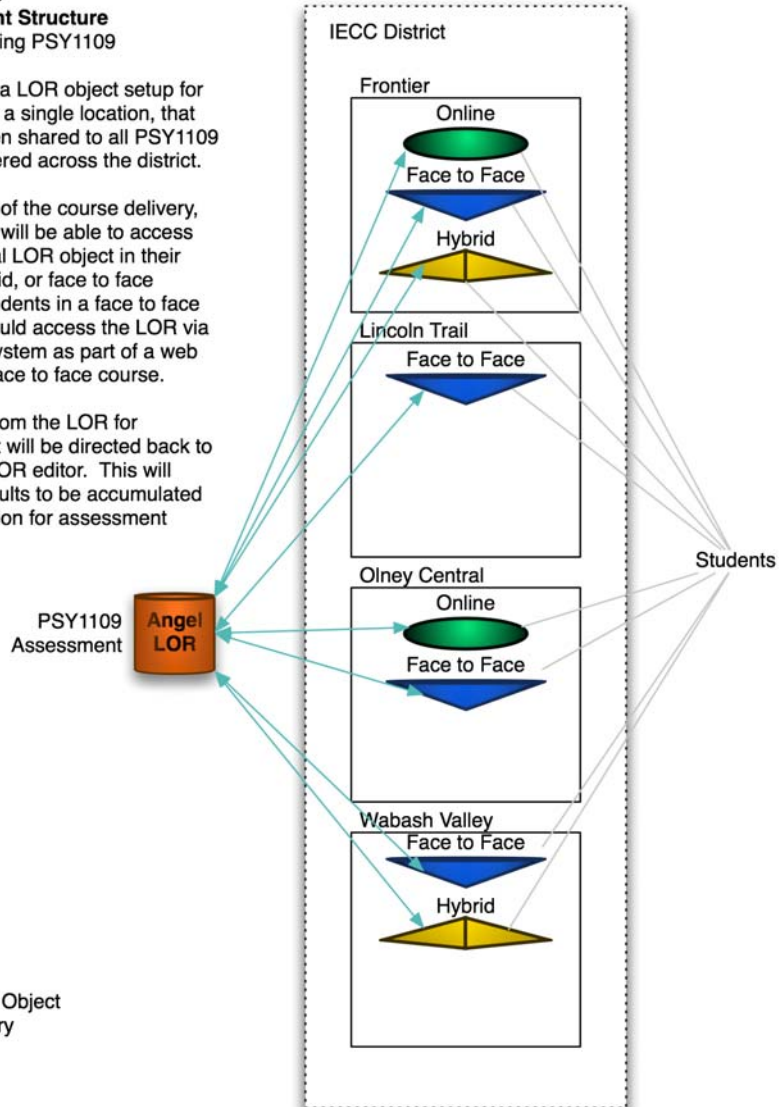 nt Structure
ing PSY1109
a LOR object setup for
a single location, that
n shared to all PSY1109
ered across the district.
of the course delivery,
will be able to access
al LOR object in their
id, or face to face
dents in a face to face
uld access the LOR via
ystem as part of a web
ace to face course.
om the LOR for
t will be directed back to
OR editor.  This will
ults to be accumulated
on for assessment
IECC District
Frontier
Online
Face to Face
Hybrid
Lincoln Trail
Face to Face
Olney Central
Online
Face to Face
Wabash Valley
Face to Face
Hybrid
Students
PSY1109
Assessment
Angel
LOR
Object
ry